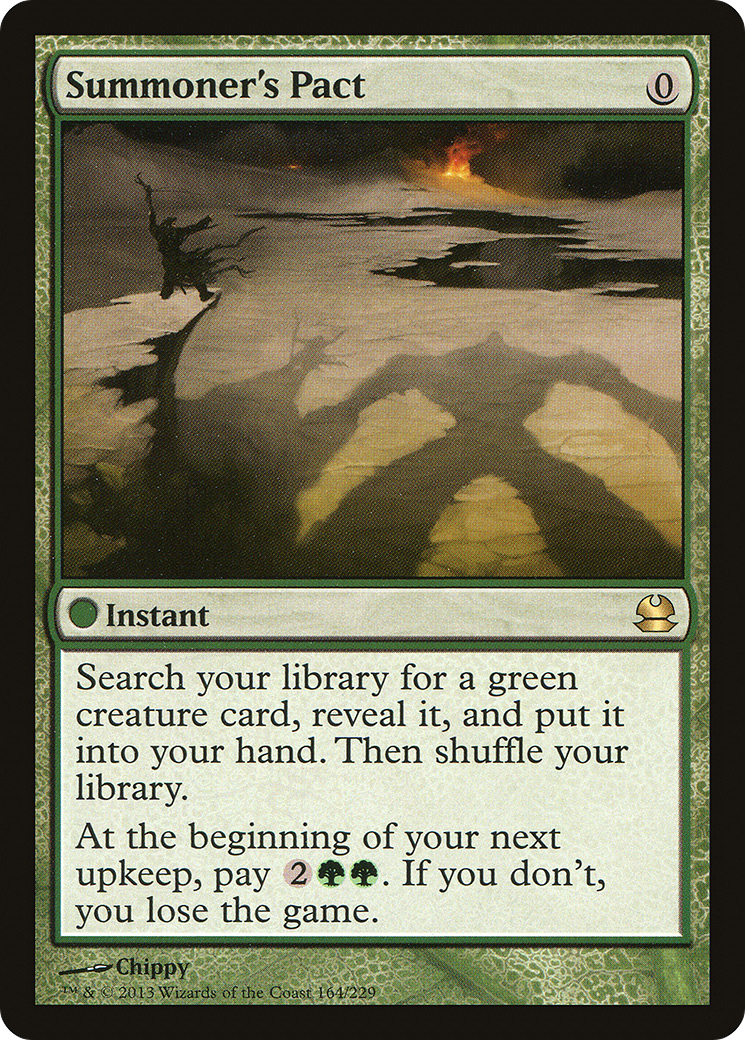 Summoner's Pact 0
Instant
Search your library for a green
creature card, reveal it, and put it
into your hand. Then shuffle your
library.
At the beginning of your next
upkeep, pay 2. If you don't,
you lose the game.
Chippy
™ & © 2013 Wizards of the Coast 164/229